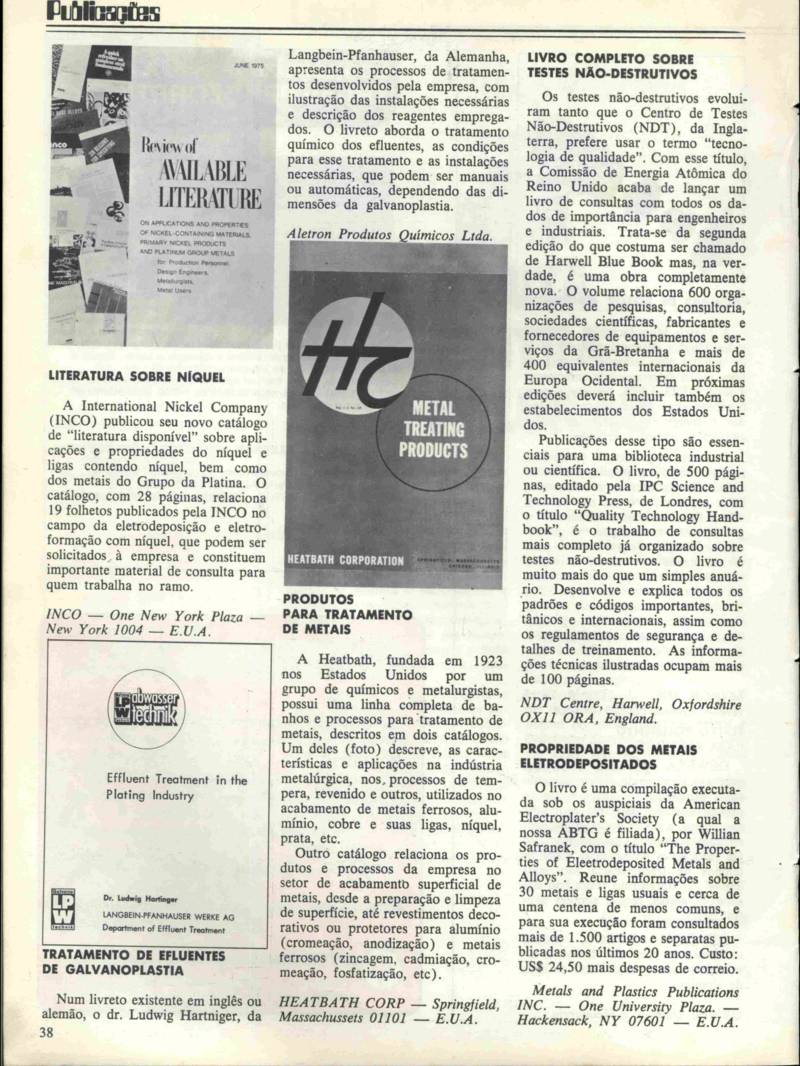 Publicações
JUNE 1975
Review of
AVAILABLE
LITERATURE
ON APPLICATIONS AND PROPERTIES
OF NICKEL-CONTAINING MATERIALS,
PRIMARY NICKEL PRODUCTS
AND PLATINUM GROUP METALS
for Production Personnel,
Design Engineers,
Metallurgists,
Metal Users
LITERATURA SOBRE NÍQUEL
A International Nickel Company
(INCO) publicou seu novo catálogo
de “literatura disponível” sobre apli-
cações e propriedades do níquel e
ligas contendo níquel, bem como
dos metais do Grupo da Platina. O
catálogo, com 28 páginas, relaciona
19 folhetos publicados pela INCO no
campo da eletrodeposição e eletro-
formação com níquel, que podem ser
solicitados à empresa e constituem
importante material de consulta para
quem trabalha no ramo.
INCO — One New York Plaza —
New York 1004 — E.U.A.
abwasser
technik
Effluent Treatment in the
Plating Industry
LPW
technik
Dr. Ludwig Hartinger
LANGBEIN-PFANHAUSER WERKE AG
Department of Effluent Treatment
TRATAMENTO DE EFLUENTES
DE GALVANOPLASTIA
Num livreto existente em inglês ou
alemão, o dr. Ludwig Hartniger, da
38
Langbein-Pfanhauser, da Alemanha,
apresenta os processos de tratamen-
tos desenvolvidos pela empresa, com
ilustração das instalações necessárias
e descrição dos reagentes emprega-
dos. O livreto aborda o tratamento
químico dos efluentes, as condições
para esse tratamento e as instalações
necessárias, que podem ser manuais
ou automáticas, dependendo das di-
mensões da galvanoplastia.
Aletron Produtos Químicos Ltda.
METAL
TREATING
PRODUCTS
HEATBATH CORPORATION
SPRINGFIELD, MASSACHUSETTS
CHICAGO, ILLINOIS
PRODUTOS
PARA TRATAMENTO
DE METAIS
A Heatbath, fundada em 1923
nos Estados Unidos por um
grupo de químicos e metalurgistas,
possui uma linha completa de ba-
nhos e processos para tratamento de
metais, descritos em dois catálogos.
Um deles (foto) descreve, as carac-
terísticas e aplicações na indústria
metalúrgica, nos processos de tem-
pera, revenido e outros, utilizados no
acabamento de metais ferrosos, alu-
mínio, cobre e suas ligas, níquel,
prata, etc.
Outro catálogo relaciona os pro-
dutos e processos da empresa no
setor de acabamento superficial de
metais, desde a preparação e limpeza
de superfície, até revestimentos deco-
rativos ou protetores para alumínio
(cromeação, anodização) e metais
ferrosos (zincagem, cadmiação, cro-
meação, fosfatização, etc).
HEATBATH CORP — Springfield,
Massachussets 01101 — E.U.A.
LIVRO COMPLETO SOBRE
TESTES NÃO-DESTRUTIVOS
Os testes não-destrutivos evolui-
ram tanto que o Centro de Testes
Não-Destrutivos (NDT), da Ingla-
terra, prefere usar o termo “tecno-
logia de qualidade”. Com esse título,
a Comissão de Energia Atômica do
Reino Unido acaba de lançar um
livro de consultas com todos os da-
dos de importância para engenheiros
e industriais. Trata-se da segunda
edição do que costuma ser chamado
de Harwell Blue Book mas, na ver-
dade, é uma obra completamente
nova. O volume relaciona 600 orga-
nizações de pesquisas, consultoria,
sociedades científicas, fabricantes e
fornecedores de equipamentos e ser-
viços da Grã-Bretanha e mais de
400 equivalentes internacionais da
Europa Ocidental. Em próximas
edições deverá incluir também os
estabelecimentos dos Estados Uni-
dos.
Publicações desse tipo são essen-
ciais para uma biblioteca industrial
ou científica. O livro, de 500 pági-
nas, editado pela IPC Science and
Technology Press, de Londres, com
o título “Quality Technology Hand-
book”, é o trabalho de consultas
mais completo já organizado sobre
testes não-destrutivos. O livro é
muito mais do que um simples anuá-
rio. Desenvolve e explica todos os
padrões e códigos importantes, bri-
tânicos e internacionais, assim como
os regulamentos de segurança e de-
talhes de treinamento. As informa-
ções técnicas ilustradas ocupam mais
de 100 páginas.
NDT Centre, Harwell, Oxfordshire
OX11 ORA, England.
PROPRIEDADE DOS METAIS
ELETRODEPOSITADOS
O livro é uma compilação executa-
da sob os auspiciais da American
Electroplater's Society (a qual a
nossa ABTG é filiada), por Willian
Safranek, com o título “The Proper-
ties of Eleetrodeposited Metals and
Alloys”. Reune informações sobre
30 metais e ligas usuais e cerca de
uma centena de menos comuns, e
para sua execução foram consultados
mais de 1.500 artigos e separatas pu-
blicadas nos últimos 20 anos. Custo:
US$ 24,50 mais despesas de correio.
Metals and Plastics Publications
INC. — One University Plaza. —
Hackensack, NY 07601 — E.U.A.